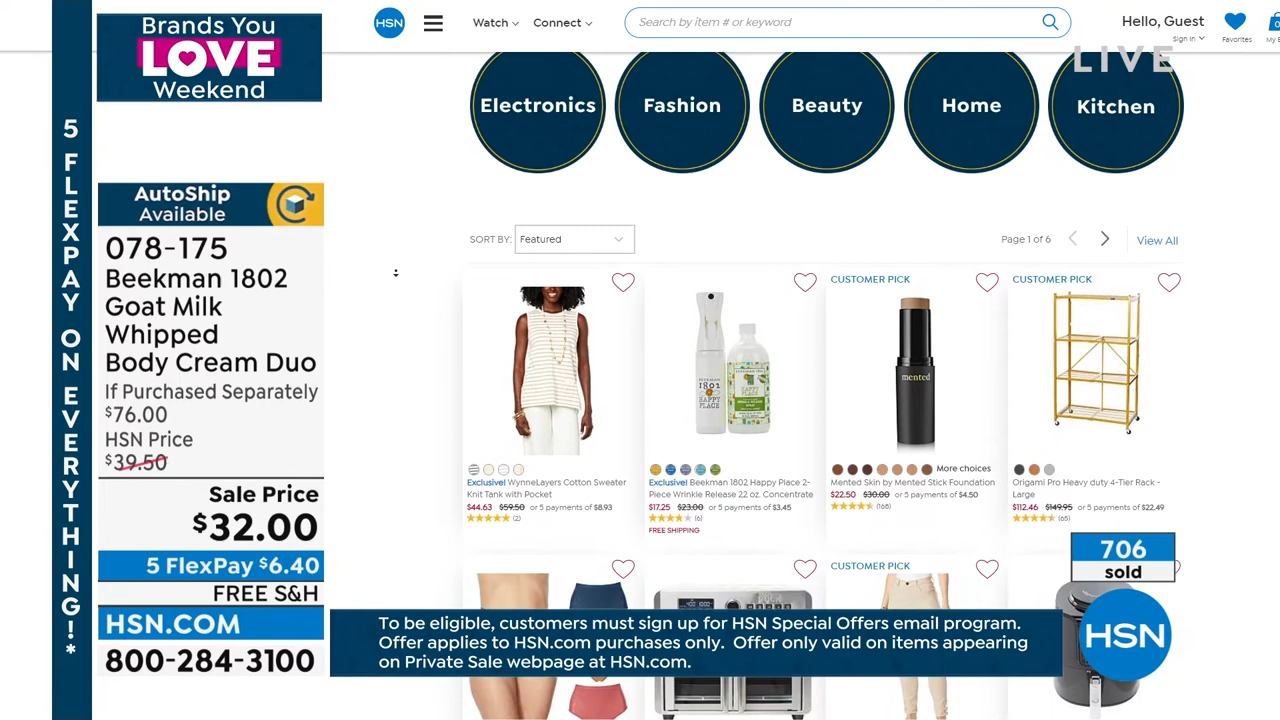 Brands You
LOVE
Weekend
5 FLEXPAY ON EVERYTHING!*
HSN
Watch
Connect
Search by item # or keyword
Hello, Guest
Sign In
Favorites
0
LIVE
Electronics
Fashion
Beauty
Home
Kitchen
AutoShip
Available
078-175
Beekman 1802
Goat Milk
Whipped
Body Cream Duo
If Purchased Separately
$76.00
HSN Price
$39.50
Sale Price
$32.00
5 FlexPay $6.40
FREE S&H
HSN.COM
800-284-3100
SORT BY: Featured
Page 1 of 6
View All
Exclusive! WynneLayers Cotton Sweater
Knit Tank with Pocket
$44.63 $59.50 or 5 payments of $8.93
(2)
1802
HAPPY
PLACE
Exclusive! Beekman 1802 Happy Place 2-
Piece Wrinkle Release 22 oz. Concentrate
$17.25 $23.00 or 5 payments of $3.45
(6)
FREE SHIPPING
CUSTOMER PICK
mented
More choices
Mented Skin by Mented Stick Foundation
$22.50 $30.00 or 5 payments of $4.50
(168)
CUSTOMER PICK
Origami Pro Heavy duty 4-Tier Rack -
Large
$112.46 $149.95 or 5 payments of $22.49
(65)
CUSTOMER PICK
706
sold
To be eligible, customers must sign up for HSN Special Offers email program.
Offer applies to HSN.com purchases only. Offer only valid on items appearing
on Private Sale webpage at HSN.com.
HSN